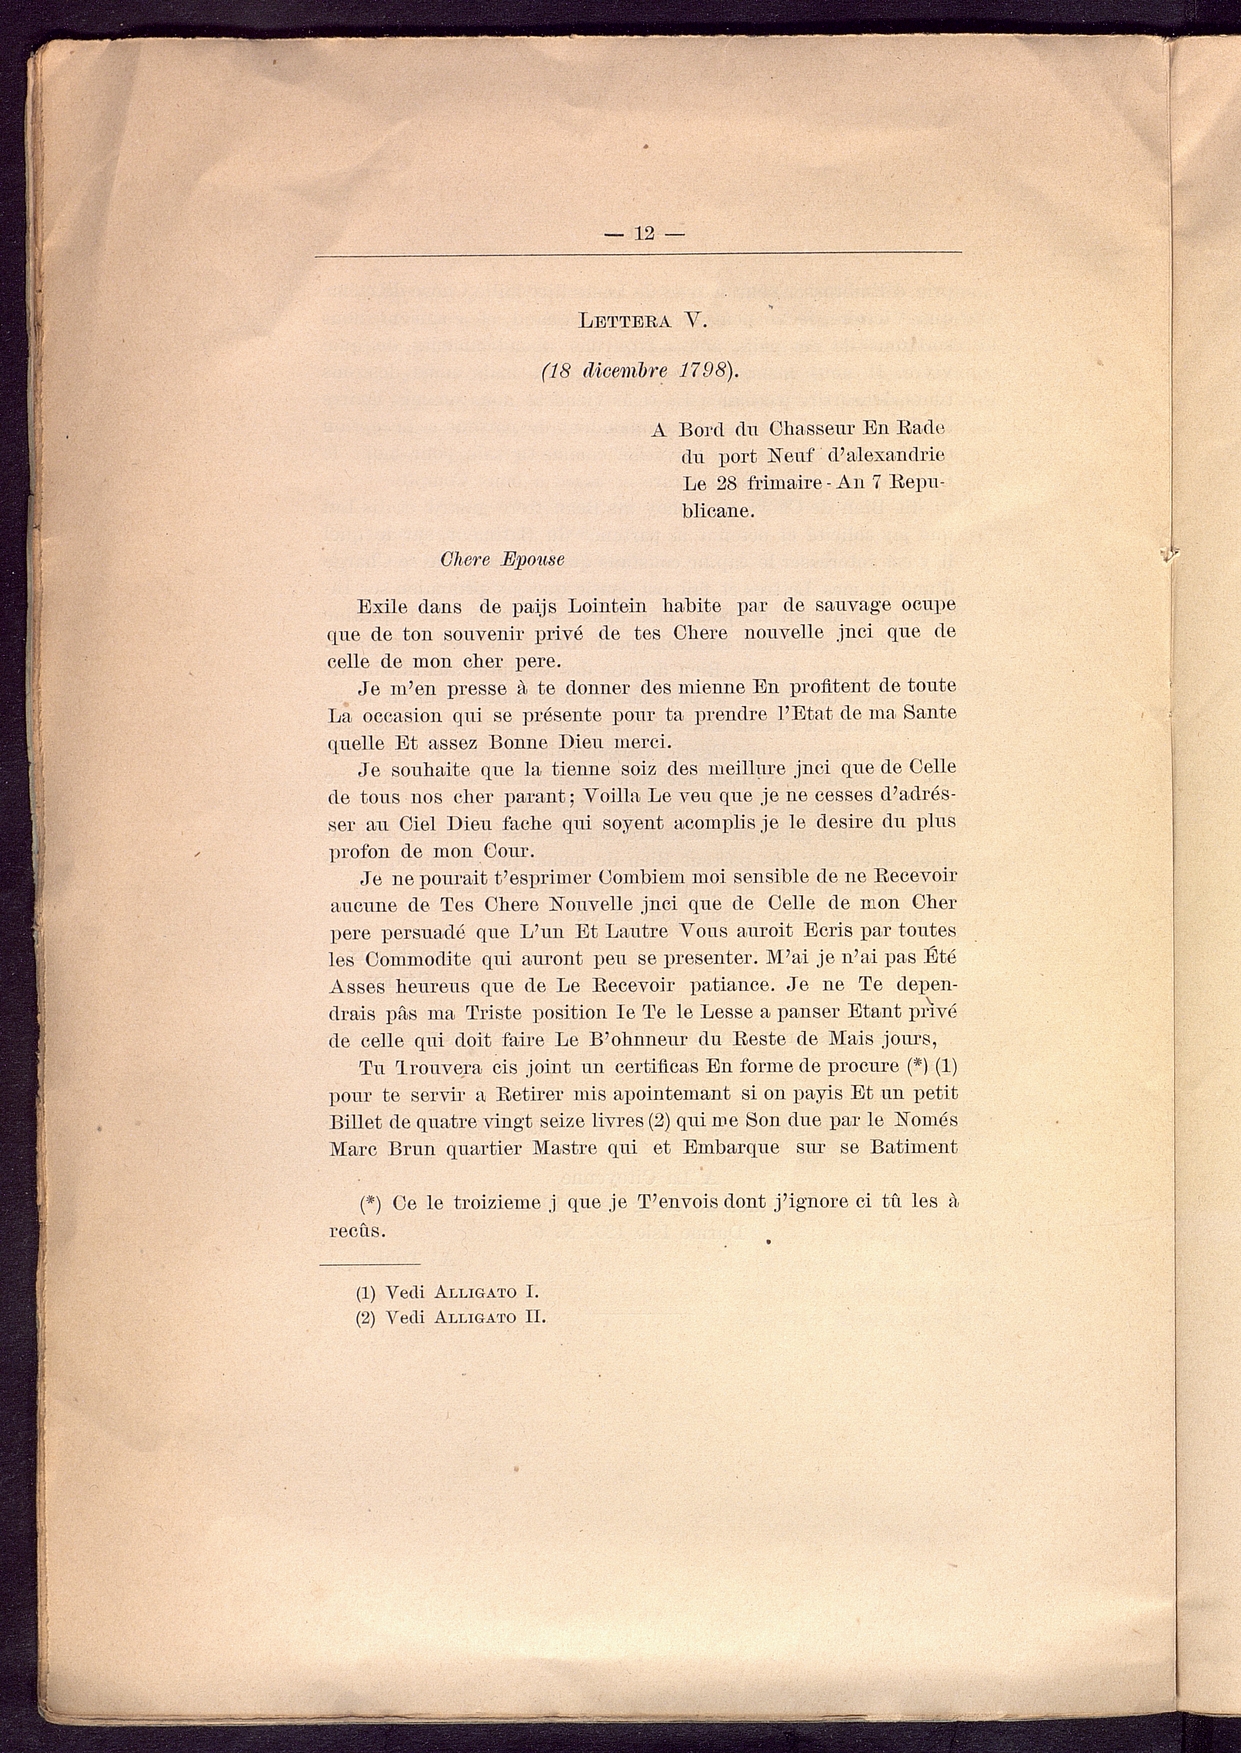 — 12 —
LETTERA V.
(18 dicembre 1798).
A Bord du Chasseur En Rade
du port Neuf d'alexandrie
Le 28 frimaire - An 7 Repu-
blicane.
Chere Epouse
Exile dans de paijs Lointein habite par de sauvage ocupe
que de ton souvenir privé de tes Chere nouvelle jnci que de
celle de mon cher pere.
Je m'en presse à te donner des mienne En profitent de toute
La occasion qui se présente pour ta prendre l'Etat de ma Sante
quelle Et assez Bonne Dieu merci.
Je souhaite que la tienne soiz des meillure jnci que de Celle
de tous nos cher parant; Voilla Le veu que je ne cesses d'adrés-
ser au Ciel Dieu fache qui soyent acomplis je le desire du plus
profon de mon Cour.
Je ne pourait t'esprimer Combiem moi sensible de ne Recevoir
aucune de Tes Chere Nouvelle jnci que de Celle de mon Cher
pere persuadé que L'un Et Lautre Vous auroit Ecris par toutes
les Commodite qui auront peu se presenter. M'ai je n'ai pas Été
Asses heureus que de Le Recevoir patiance. Je ne Te depen-
drais pâs ma Triste position Ie Te le Lesse a panser Etant privé
de celle qui doit faire Le B'ohnneur du Reste de Mais jours,
Tu Trouvera cis joint un certificas En forme de procure (*) (1)
pour te servir a Retirer mis apointemant si on payis Et un petit
Billet de quatre vingt seize livres (2) qui me Son due par le Només
Marc Brun quartier Mastre qui et Embarque sur se Batiment
(*) Ce le troizieme j que je T'envois dont j'ignore ci tû les à
recûs.
(1) Vedi ALLIGATO I.
(2) Vedi ALLIGATO II.